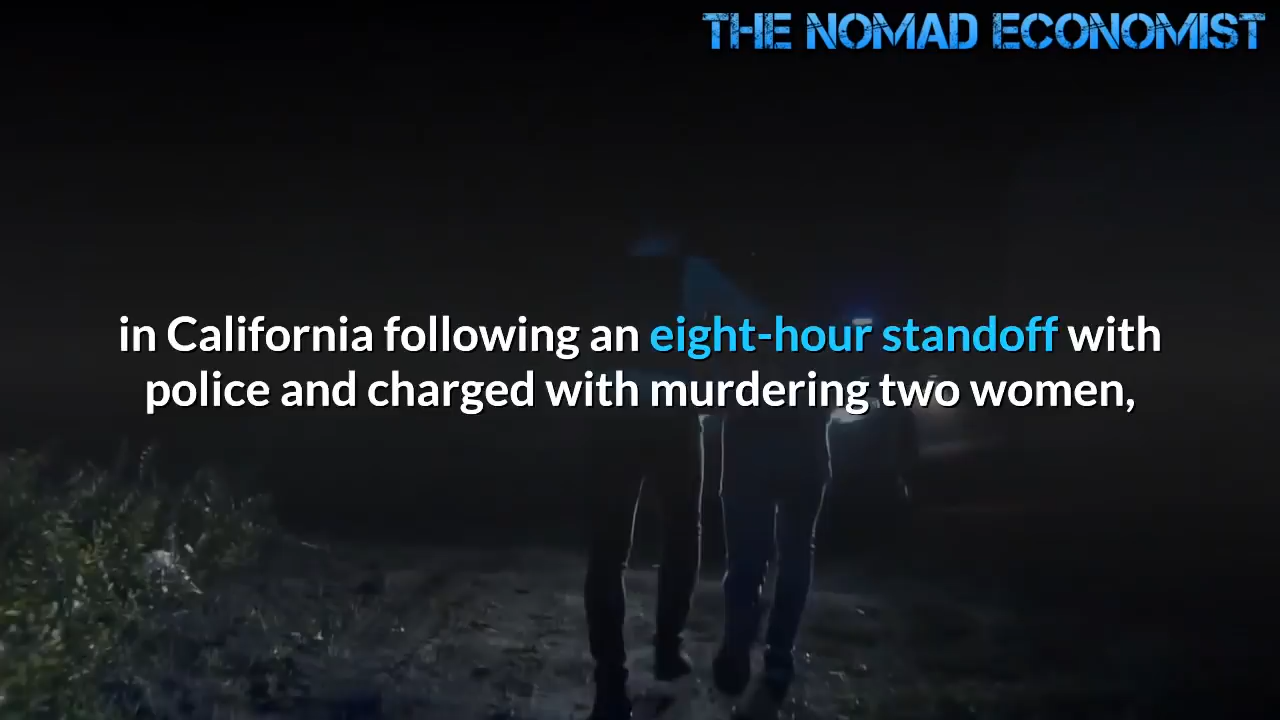 THE NOMAD ECONOMIST
in California following an eight-hour standoff with
police and charged with murdering two women,